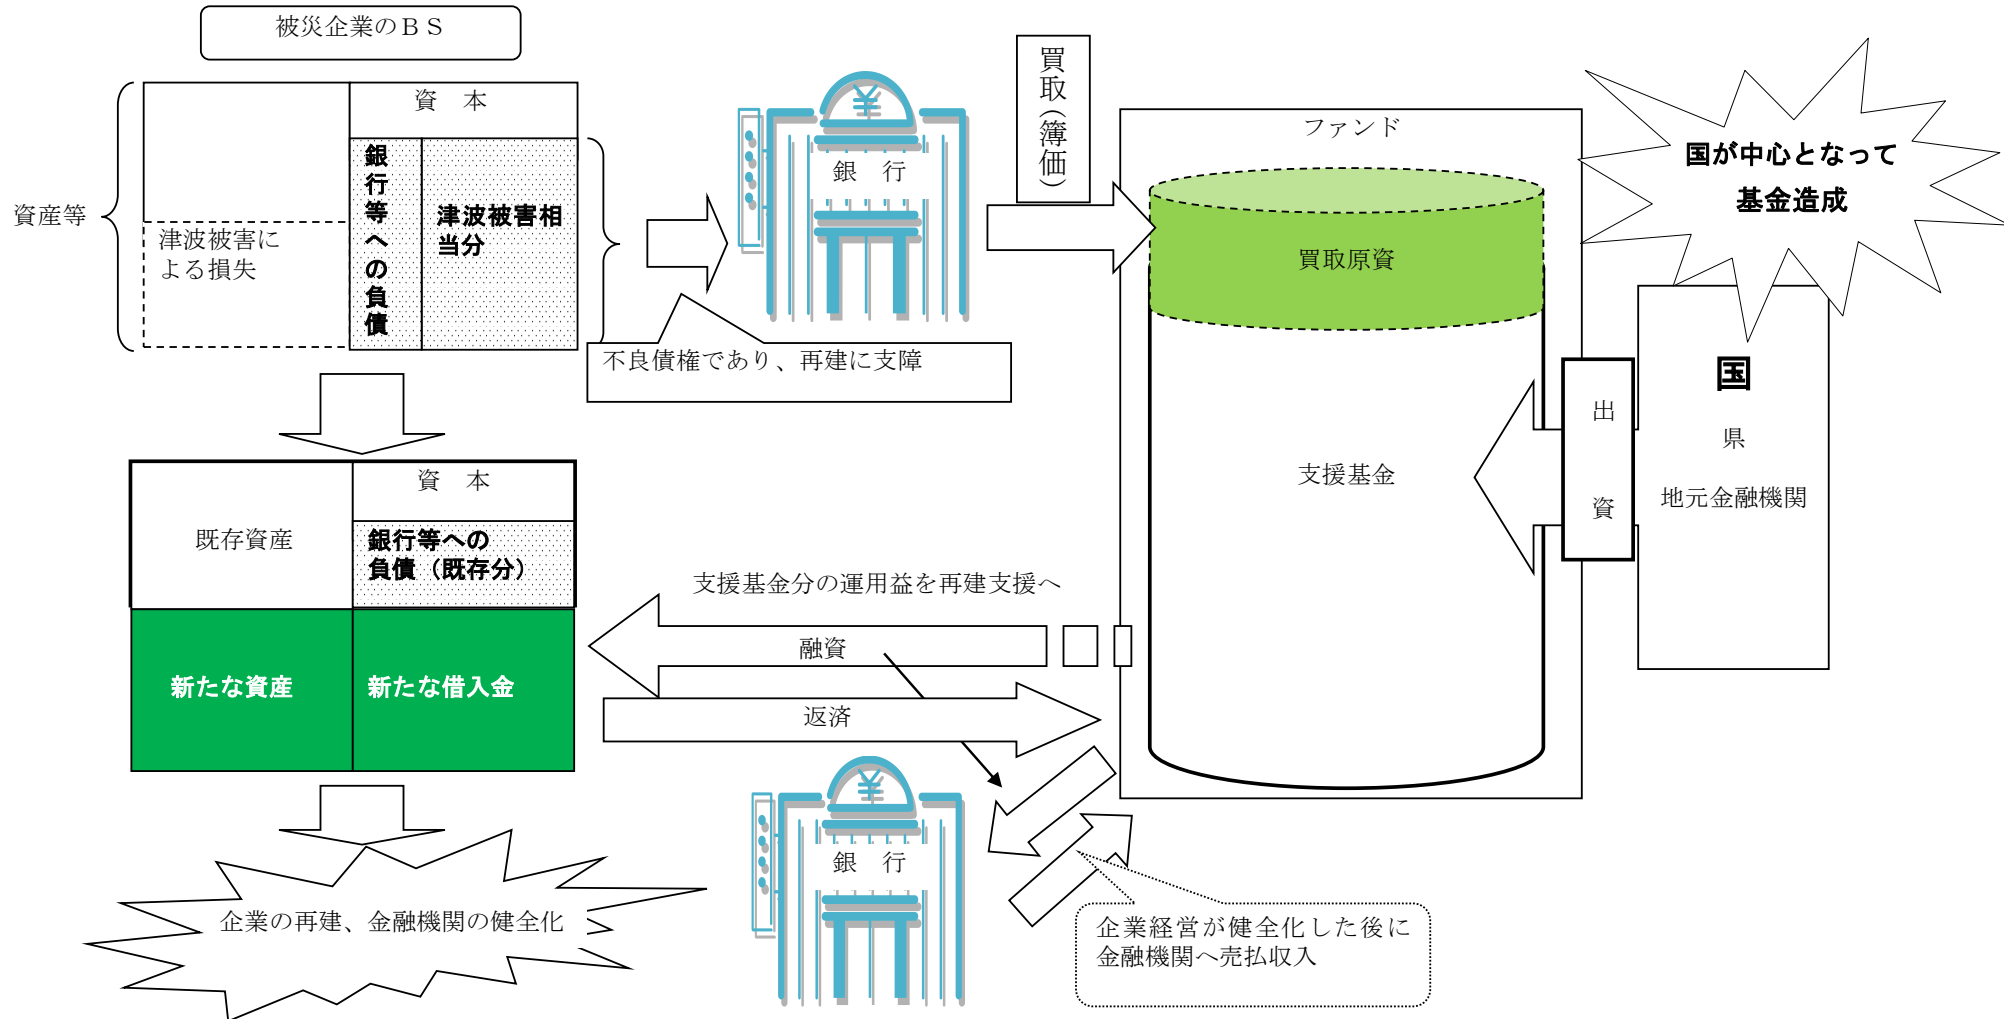 被災企業のＢＳ
資産等
津波被害に
よる損失
資　本
銀行等への負債
津波被害相
当分
銀　行
不良債権であり、再建に支障
買取（簿価）
ファンド
買取原資
支援基金
国が中心となって
基金造成
出資
国
県
地元金融機関
資　本
既存資産
銀行等への
負債（既存分）
新たな資産
新たな借入金
支援基金分の運用益を再建支援へ
融資
返済
銀　行
企業経営が健全化した後に
金融機関へ売払収入
企業の再建、金融機関の健全化